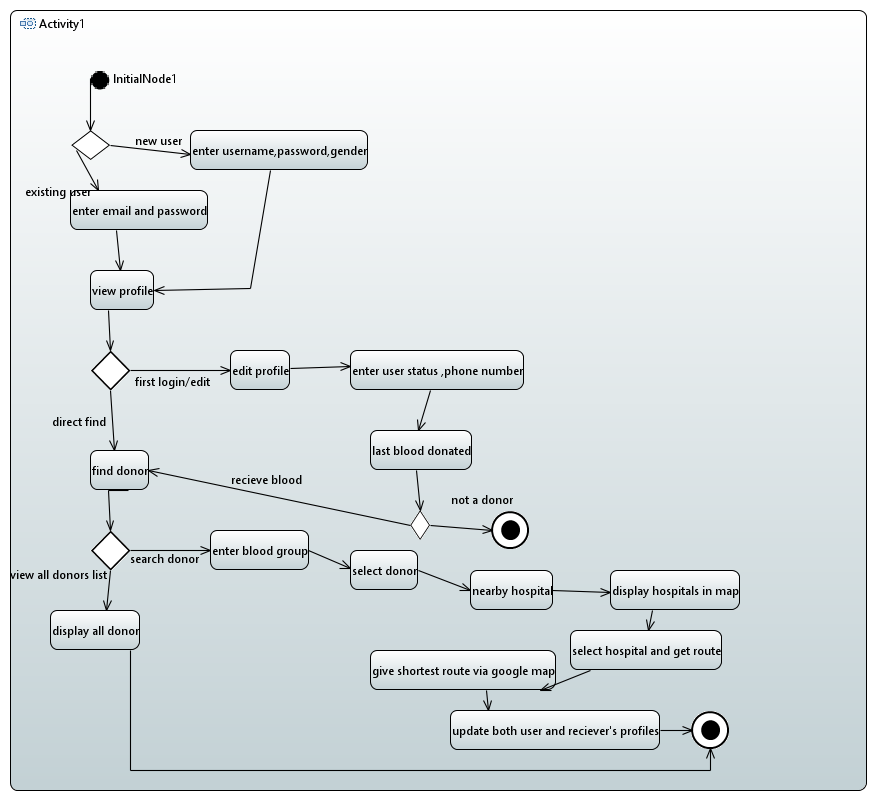 Activity1
InitialNode1
new user
enter username,password,gender
existing user
enter email and password
view profile
first login/edit
edit profile
enter user status ,phone number
direct find
last blood donated
find donor
recieve blood
not a donor
search donor
enter blood group
view all donors list
select donor
nearby hospital
display hospitals in map
display all donor
select hospital and get route
give shortest route via google map
update both user and reciever's profiles